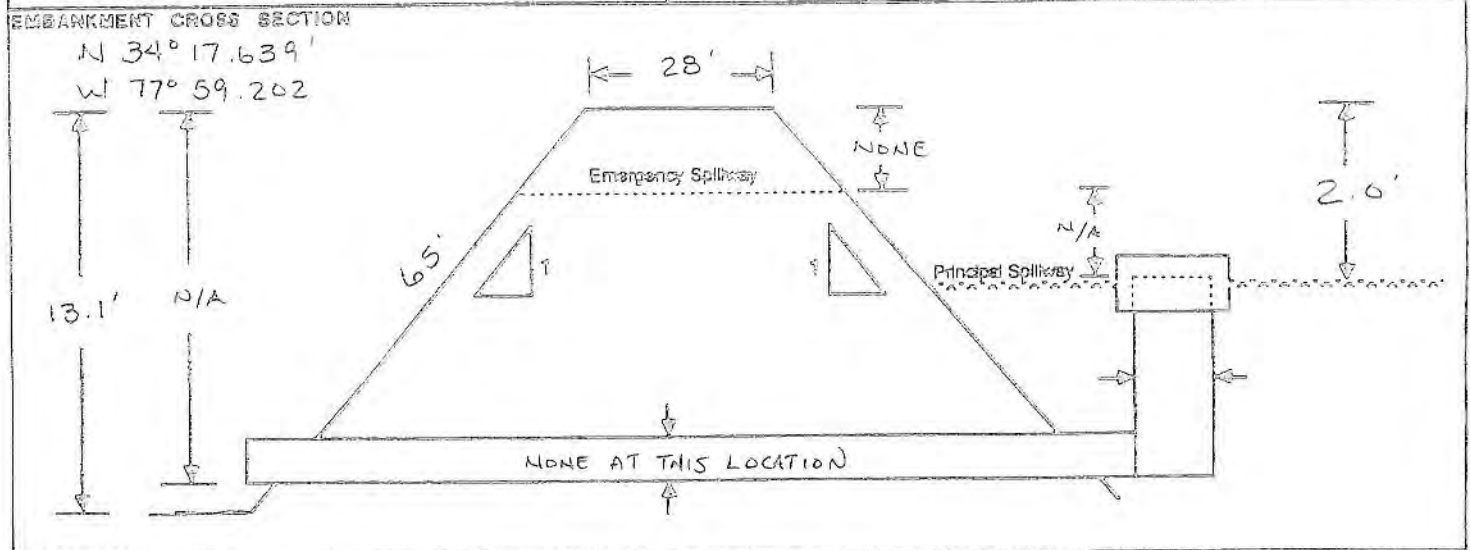 EMBANKMENT CROSS SECTION
N 34° 17.639'
W 77° 59.202
28'
NONE
Emergency Spillway
2.0'
N/A
65'
1
1
Principal Spillway
13.1'
N/A
NONE AT THIS LOCATION